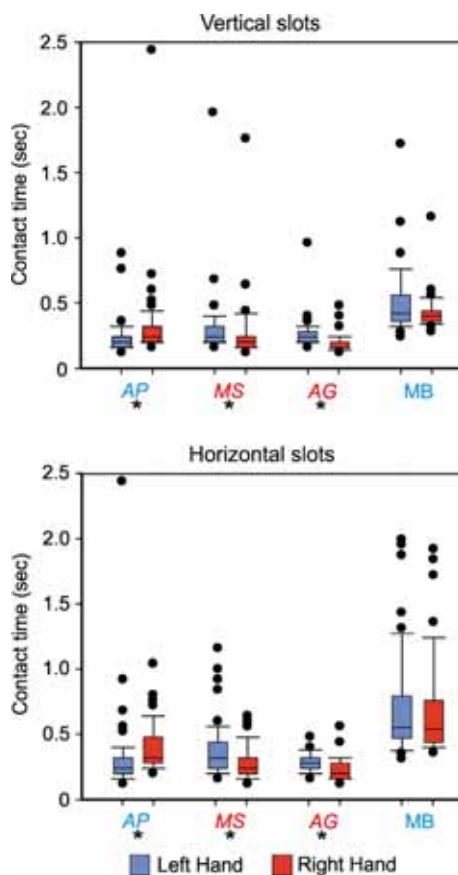 Vertical slots
Contact time (sec)
2.5
2.0
1.5
1.0
0.5
0
AP MS AG MB
* * *
Horizontal slots
Contact time (sec)
2.5
2.0
1.5
1.0
0.5
0
AP MS AG MB
* * *
Left Hand Right Hand